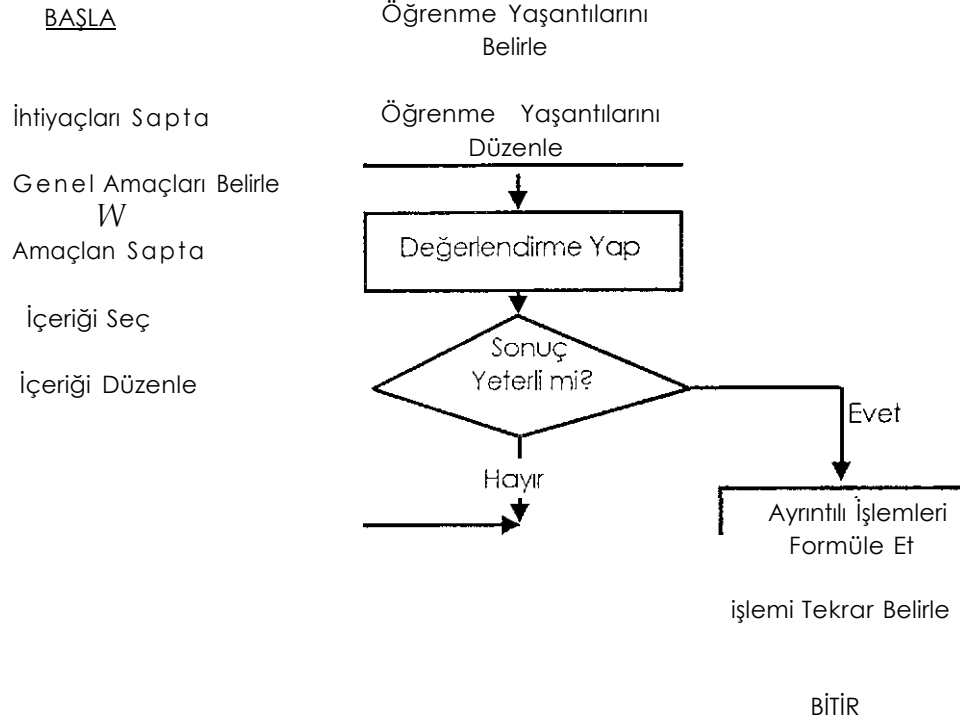 BAŞLA
İhtiyaçları Sapta
Genel Amaçları Belirle
W
Amaçlan Sapta
İçeriği Seç
İçeriği Düzenle
Öğrenme Yaşantılarını
Belirle
Öğrenme Yaşantılarını
Düzenle
Değerlendirme Yap
Sonuç
Yeterli mi?
Evet
Hayır
Ayrıntılı İşlemleri
Formüle Et
işlemi Tekrar Belirle
BİTİR